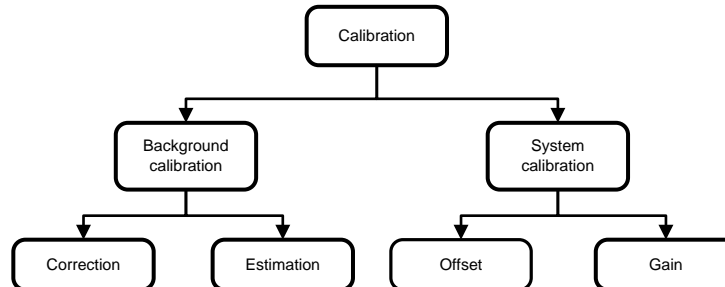 Calibration
Background
calibration
System
calibration
Correction
Estimation
Offset
Gain